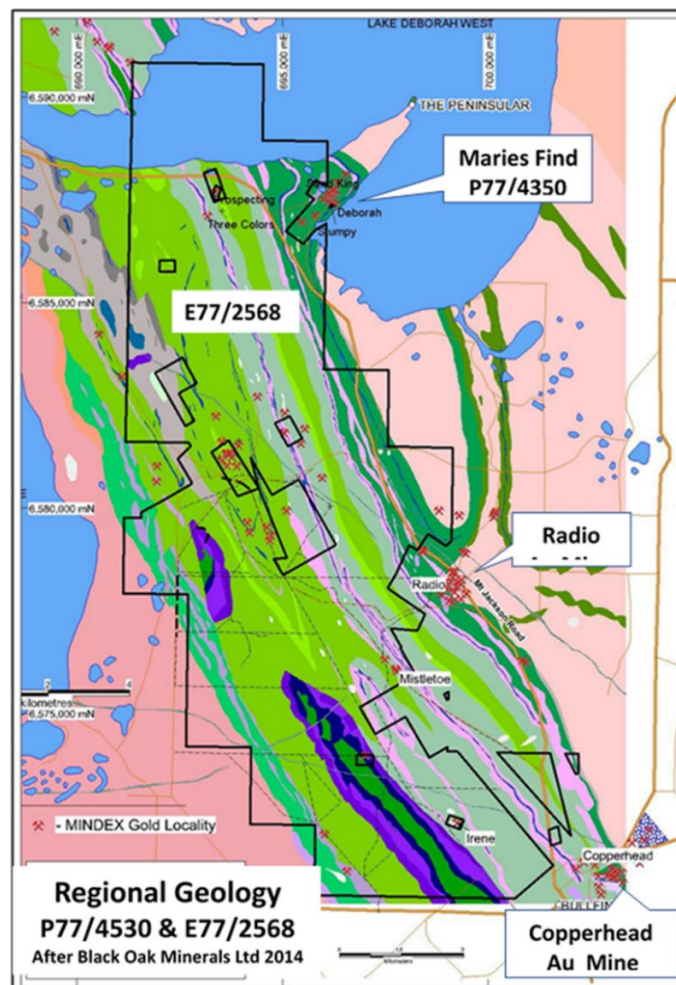 LAKE DEBORAH WEST
690,000 mE
695,000
700,000
6,590,000 mN
THE PENINSULAR
Maries Find
P77/4350
King
Prospecting
Deborah
Three Colors
Stumpy
6,585,000 mN
E77/2568
6,580,000 mN
Radio
Radio
Mt Jackson Road
Mistletoe
2
4
kilometres
6,575,000 mN
- MINDEX Gold Locality
Irene
Copperhead
BULLFIN
Regional Geology
P77/4530 & E77/2568
After Black Oak Minerals Ltd 2014
kilometers
Copperhead
Au Mine